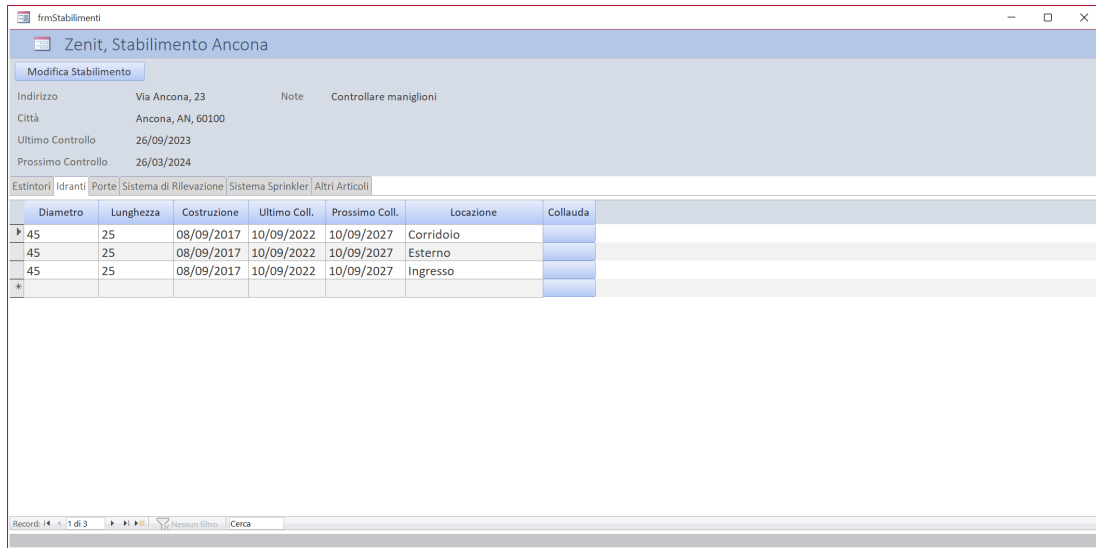 frmStabilimenti
Zenit, Stabilimento Ancona
Modifica Stabilimento
Indirizzo Via Ancona, 23 Note Controllare maniglioni
Città Ancona, AN, 60100
Ultimo Controllo 26/09/2023
Prossimo Controllo 26/03/2024
Estintori Idranti Porte Sistema di Rilevazione Sistema Sprinkler Altri Articoli
Diametro Lunghezza Costruzione Ultimo Coll. Prossimo Coll. Locazione Collauda
45 25 08/09/2017 10/09/2022 10/09/2027 Corridoio
45 25 08/09/2017 10/09/2022 10/09/2027 Esterno
45 25 08/09/2017 10/09/2022 10/09/2027 Ingresso
Record: 1 di 3 Nessun filtro Cerca